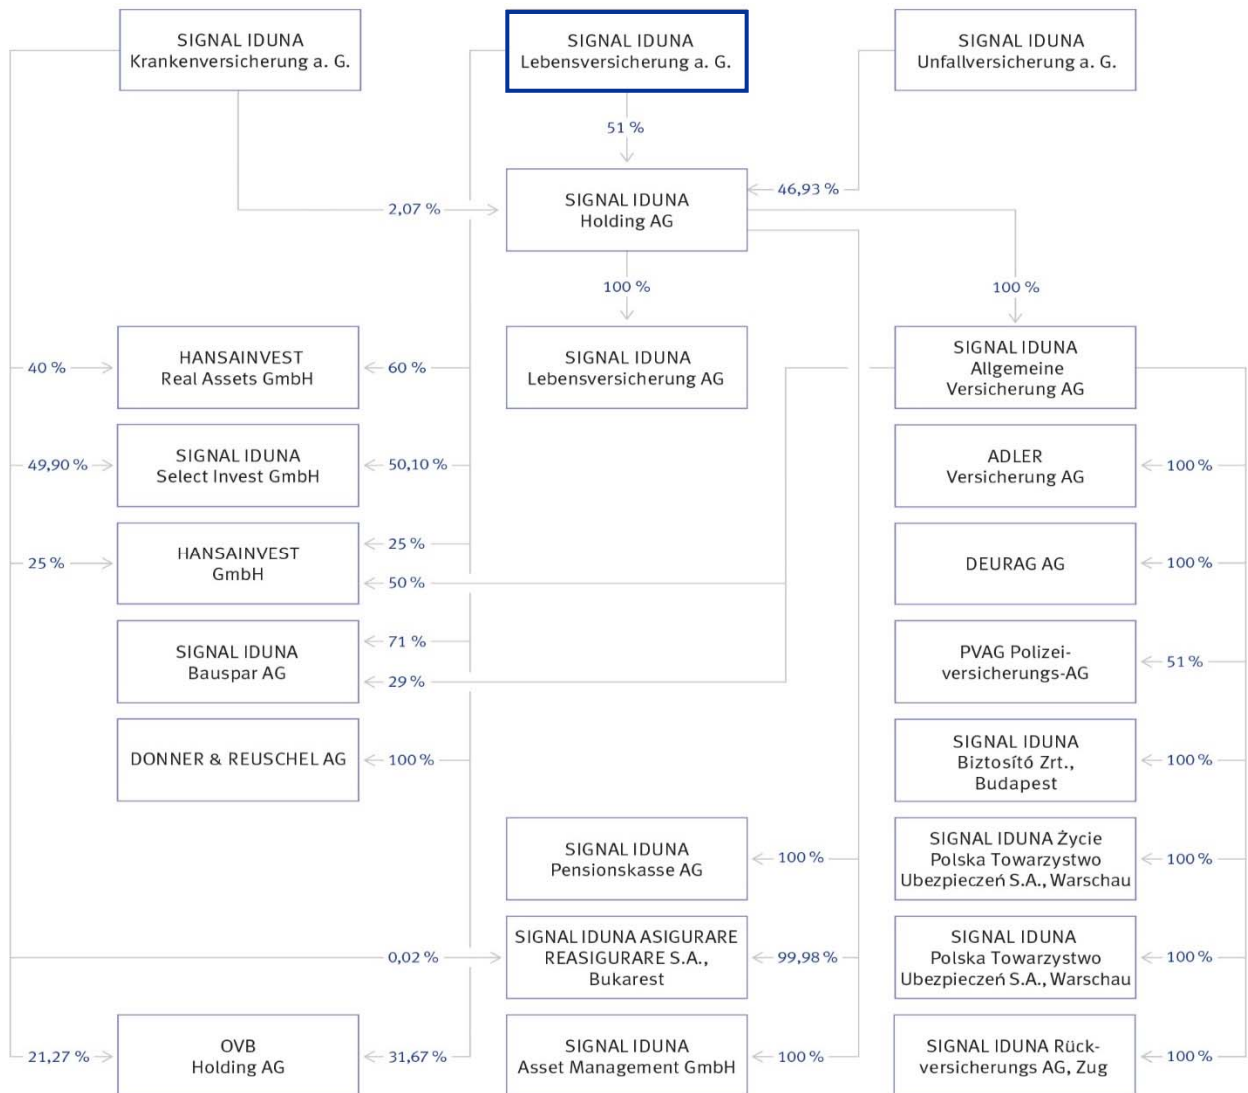 SIGNAL IDUNA
Krankenversicherung a. G.
SIGNAL IDUNA
Lebensversicherung a. G.
SIGNAL IDUNA
Unfallversicherung a. G.
51 %
46,93 %
2,07 %
SIGNAL IDUNA
Holding AG
100 %
100 %
40 %
HANSAINVEST
Real Assets GmbH
60 %
SIGNAL IDUNA
Lebensversicherung AG
SIGNAL IDUNA
Allgemeine
Versicherung AG
49,90 %
SIGNAL IDUNA
Select Invest GmbH
50,10 %
ADLER
Versicherung AG
100 %
25 %
HANSAINVEST
GmbH
25 %
50 %
DEURAG AG
100 %
SIGNAL IDUNA
Bauspar AG
71 %
29 %
PVAG Polizei-
versicherungs-AG
51 %
DONNER & REUSCHEL AG
100 %
SIGNAL IDUNA
Biztosító Zrt.,
Budapest
100 %
SIGNAL IDUNA
Pensionskasse AG
100 %
SIGNAL IDUNA Życie
Polska Towarzystwo
Ubezpieczeń S.A., Warschau
100 %
0,02 %
SIGNAL IDUNA ASIGURARE
REASIGURARE S.A.,
Bukarest
99,98 %
SIGNAL IDUNA
Polska Towarzystwo
Ubezpieczeń S.A., Warschau
100 %
21,27 %
OVB
Holding AG
31,67 %
SIGNAL IDUNA
Asset Management GmbH
100 %
SIGNAL IDUNA Rück-
versicherungs AG, Zug
100 %